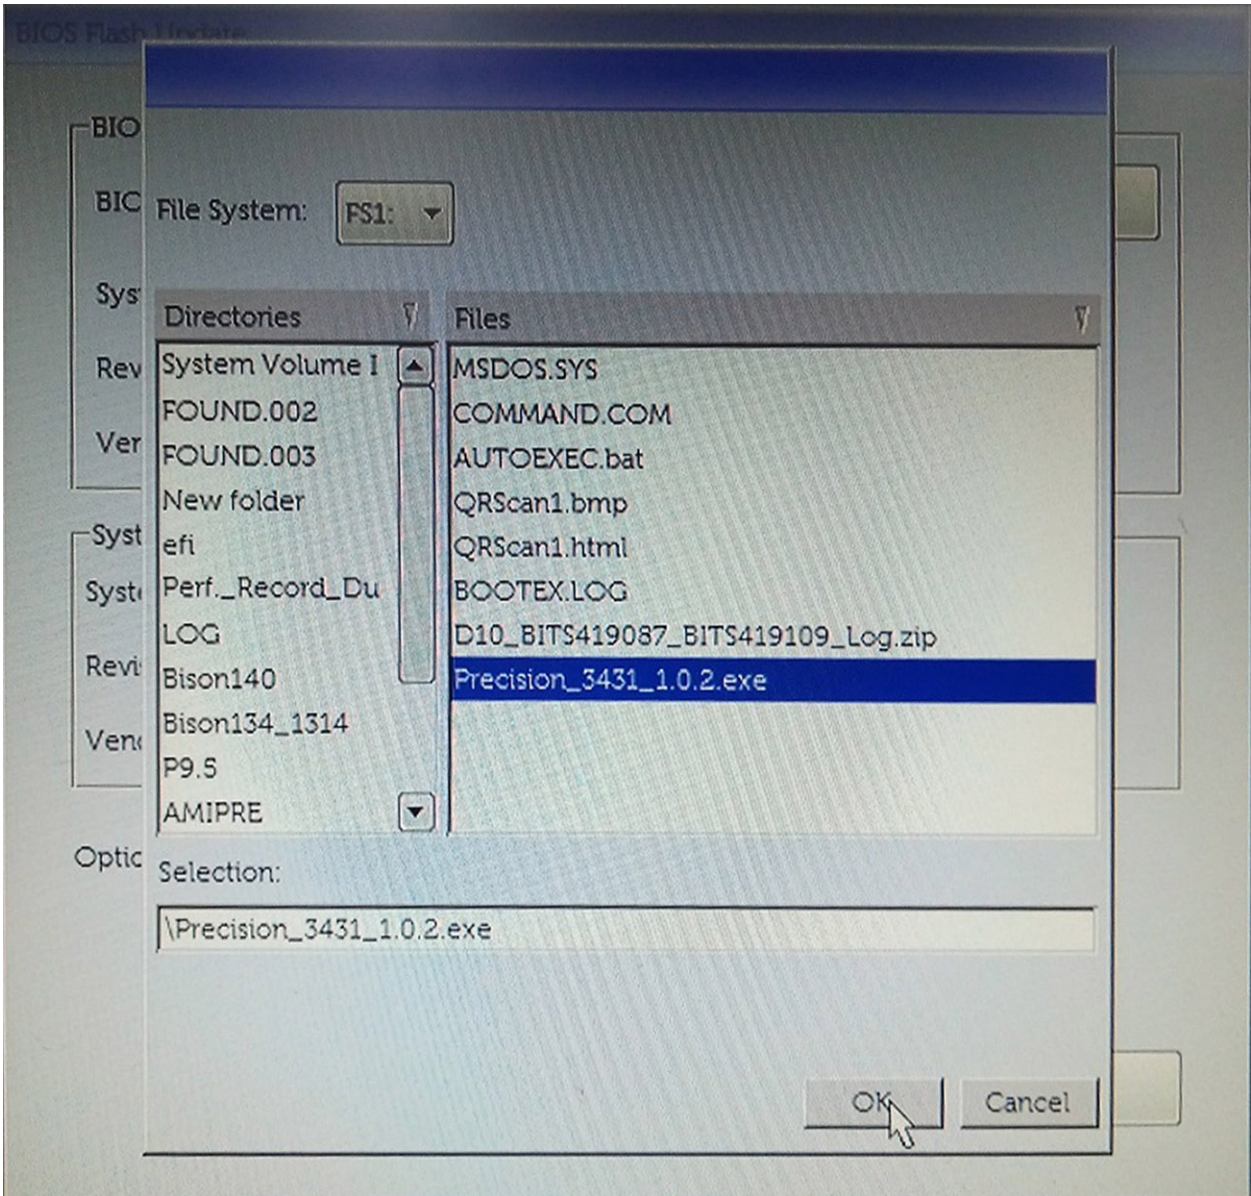 BIOS Flash Update
BIO
BIC
File System:
FS1:
Sys
Directories
Files
Rev
System Volume I
MSDOS.SYS
FOUND.002
COMMAND.COM
Ver
FOUND.003
AUTOEXEC.bat
New folder
QRScan1.bmp
Syst
efi
QRScan1.html
Syst
Perf._Record_Du
BOOTEX.LOG
LOG
D10_BITS419087_BITS419109_Log.zip
Revi
Bison140
Precision_3431_1.0.2.exe
Bison134_1314
Ven
P9.5
AMIPRE
Optic
Selection:
\Precision_3431_1.0.2.exe
OK
Cancel